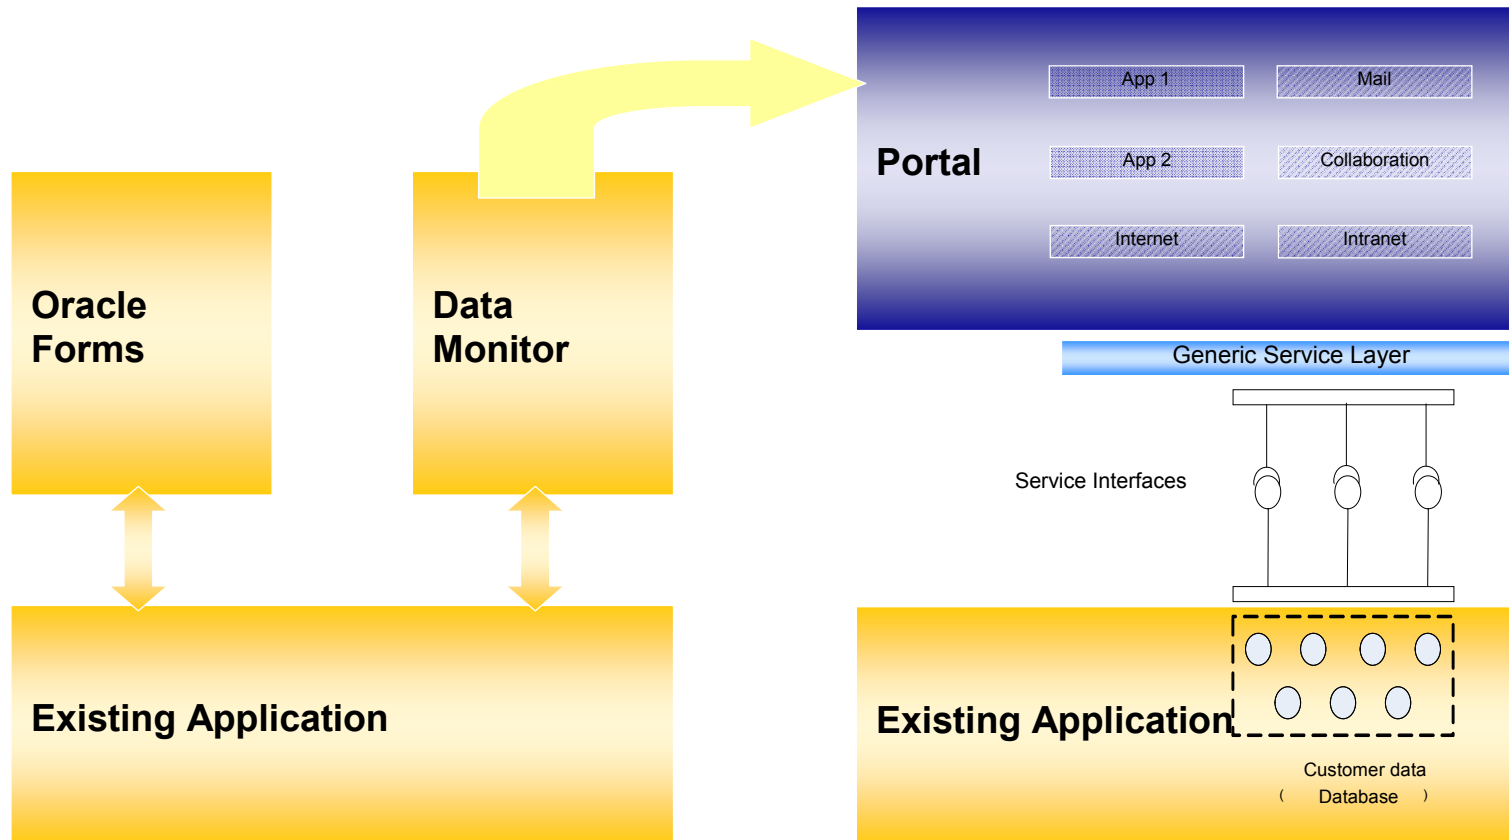 Oracle
Forms
Data
Monitor
Existing Application
Portal
App 1
Mail
App 2
Collaboration
Internet
Intranet
Generic Service Layer
Service Interfaces
Existing Application
Customer data
( Database )